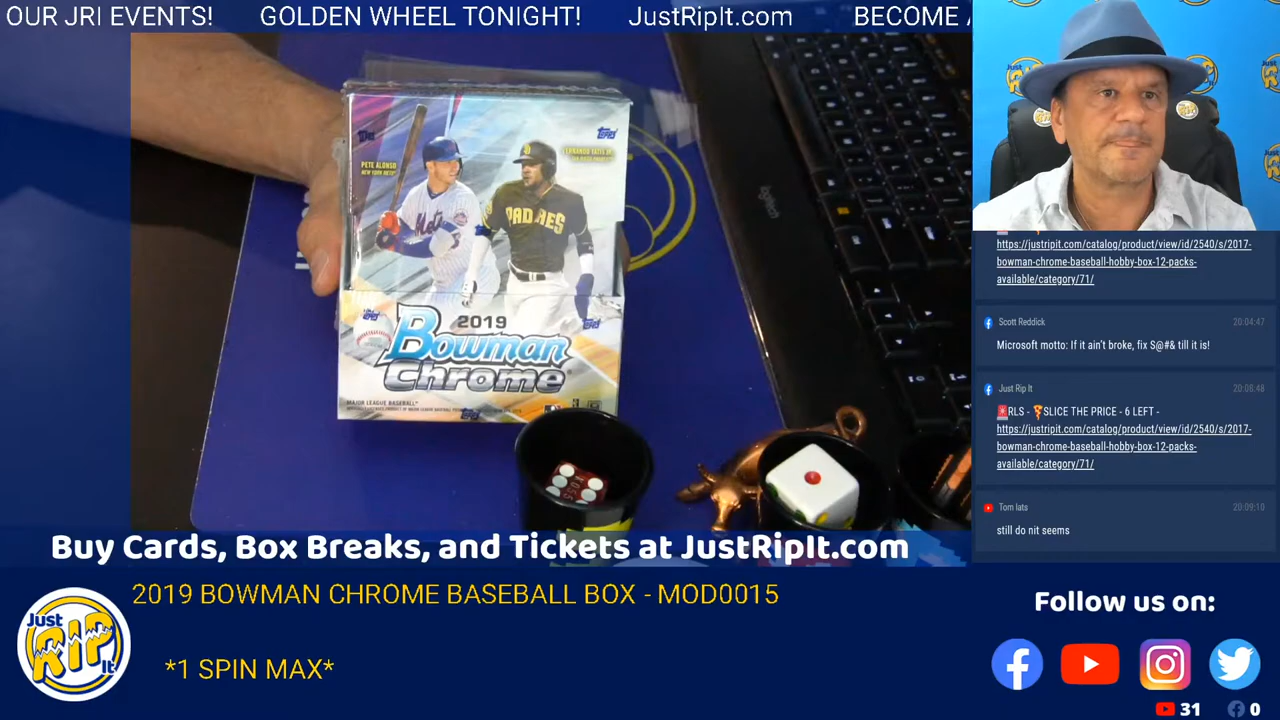 OUR JRI EVENTS! GOLDEN WHEEL TONIGHT! JustRipIt.com BECOME
Topps
Topps
PETE ALONSO
NEW YORK METS
FERNANDO TATIS JR.
Mets
PADRES
2019
Bowman
Chrome
MAJOR LEAGUE BASEBALL
logitech
https://justripit.com/catalog/product/view/id/2540/s/2017-
bowman-chrome-baseball-hobby-box-12-packs-
available/category/71/
Scott Reddick 20:04:47
Microsoft motto: If it ain't broke, fix S@#& till it is!
Just Rip It 20:08:48
🚨RLS - 🍕SLICE THE PRICE - 6 LEFT -
https://justripit.com/catalog/product/view/id/2540/s/2017-
bowman-chrome-baseball-hobby-box-12-packs-
available/category/71/
Tom Iats 20:09:10
still do nit seems
Buy Cards, Box Breaks, and Tickets at JustRipIt.com
2019 BOWMAN CHROME BASEBALL BOX - MOD0015
*1 SPIN MAX*
Just
RIP
It
Follow us on:
31 0